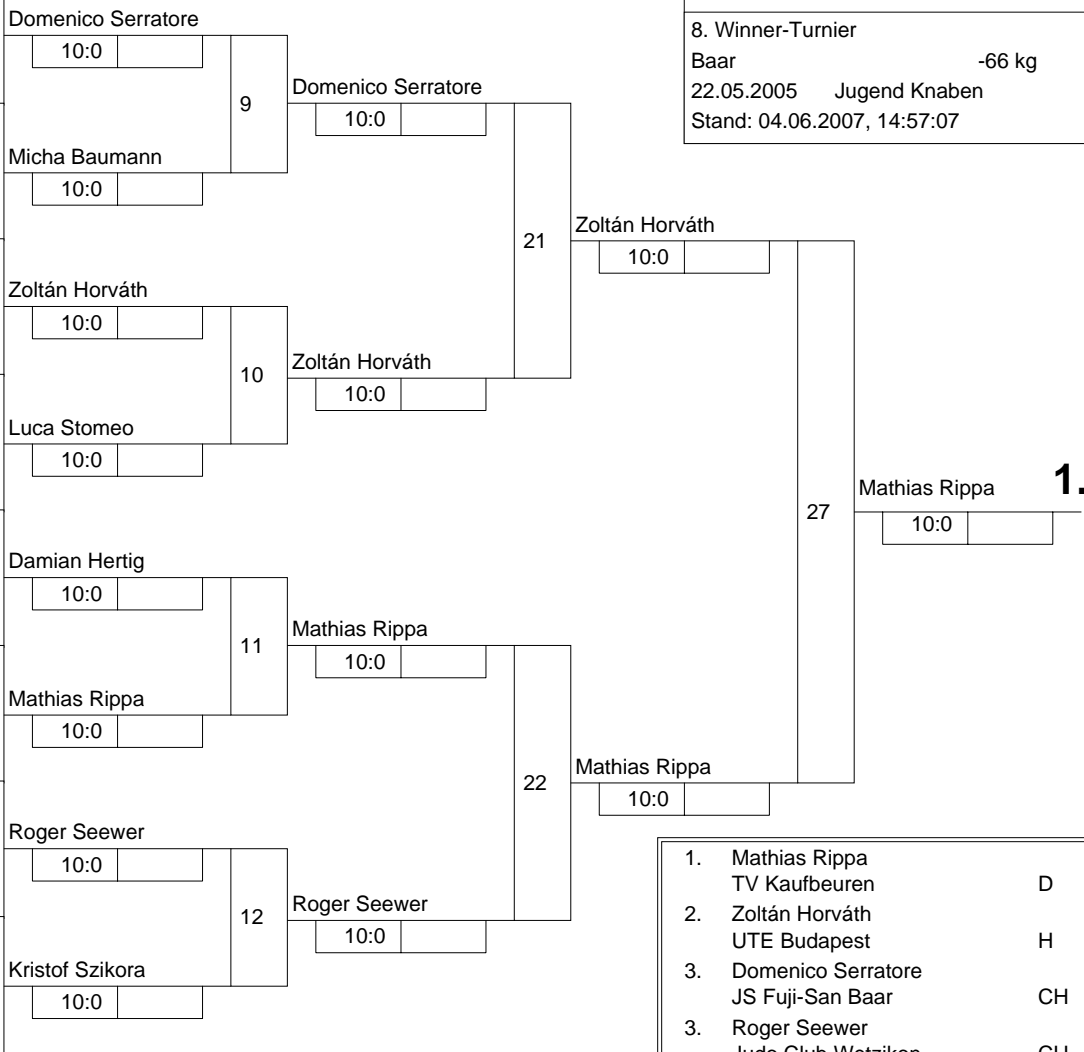 Domenico Serratore
10:0
9
Micha Baumann
10:0
Zoltán Horváth
10:0
10
Luca Stomeo
10:0
Damian Hertig
10:0
11
Mathias Rippa
10:0
Roger Seewer
10:0
12
Kristof Szikora
10:0
Domenico Serratore
10:0
21
Zoltán Horváth
10:0
Mathias Rippa
10:0
22
Roger Seewer
10:0
Zoltán Horváth
10:0
27
Mathias Rippa
10:0
Mathias Rippa 1.
10:0
8. Winner-Turnier
Baar -66 kg
22.05.2005 Jugend Knaben
Stand: 04.06.2007, 14:57:07
1. Mathias Rippa
TV Kaufbeuren D
2. Zoltán Horváth
UTE Budapest H
3. Domenico Serratore
JS Fuji-San Baar CH
3. Roger Seewer
Judo Club Wetzikon CH